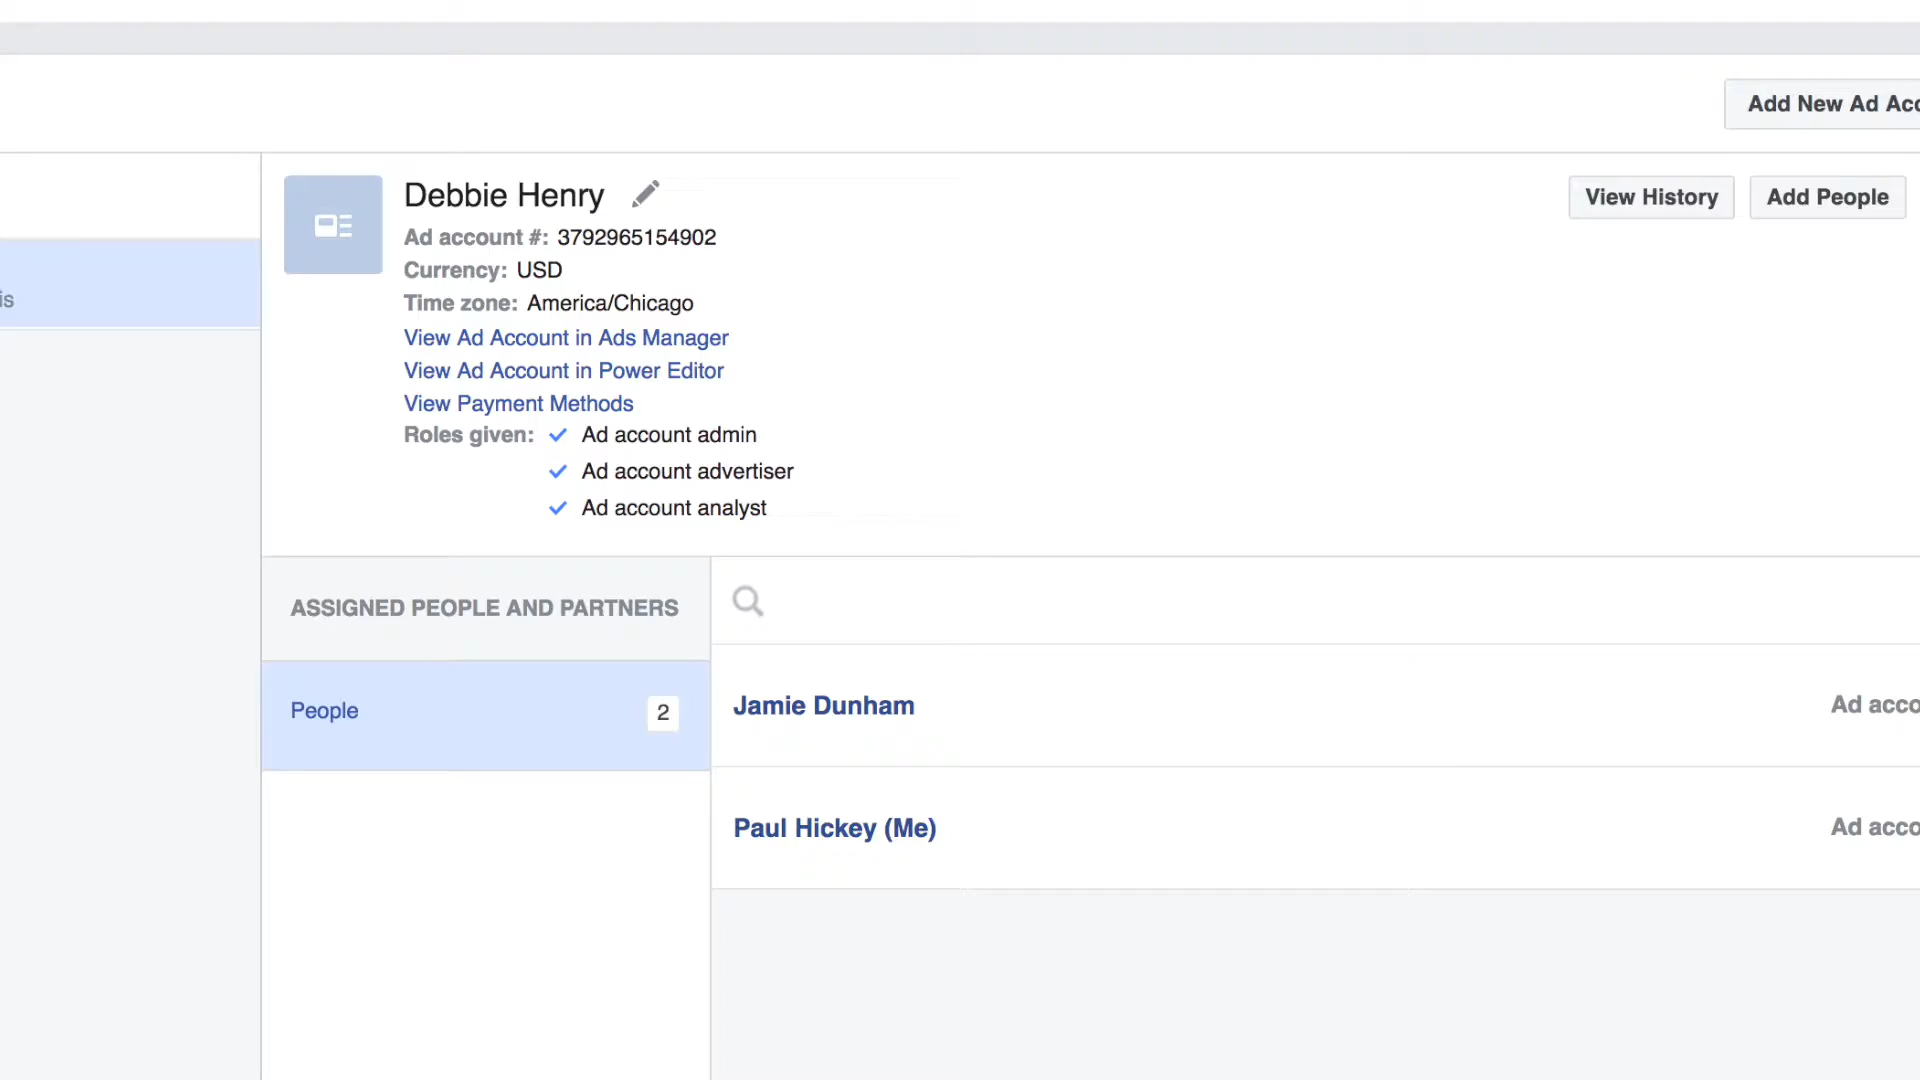 Add New Ad Acc
Debbie Henry
View History
Add People
Ad account #: 3792965154902
Currency: USD
is
Time zone: America/Chicago
View Ad Account in Ads Manager
View Ad Account in Power Editor
View Payment Methods
Roles given: Ad account admin
Ad account advertiser
Ad account analyst
ASSIGNED PEOPLE AND PARTNERS
People 2
Jamie Dunham Ad acco
Paul Hickey (Me) Ad acco